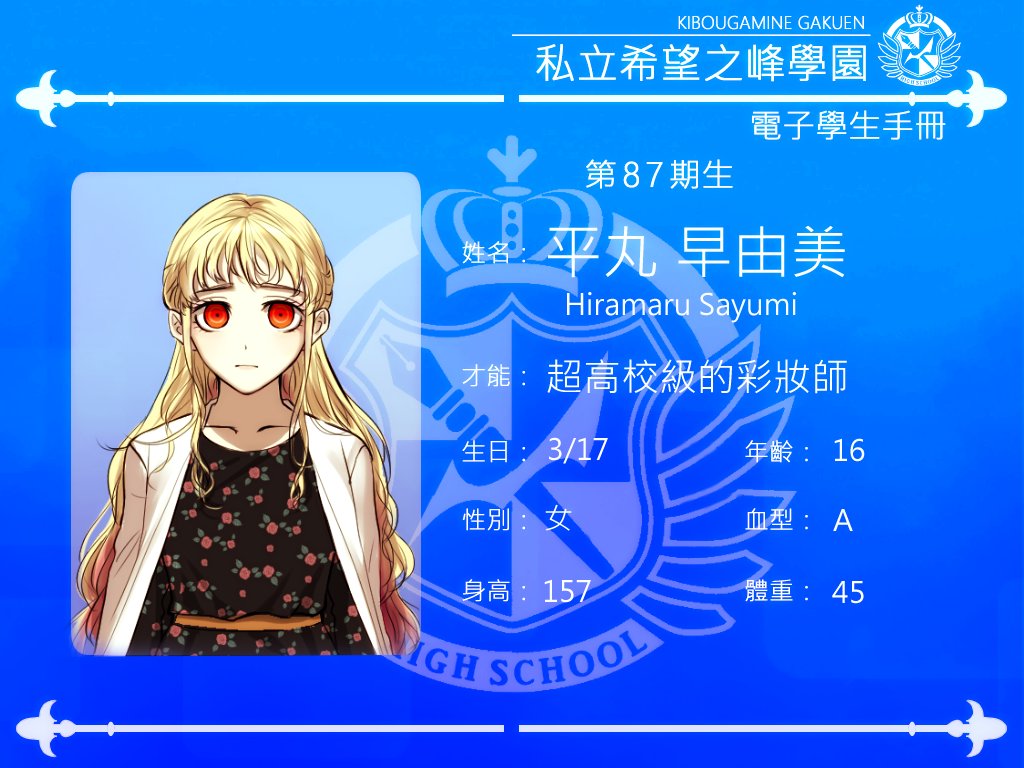 KIBOUGAMINE GAKUEN
私立希望之峰學園
HIGH SCHOOL
電子學生手冊
第87期生
姓名： 平丸 早由美
Hiramaru Sayumi
才能： 超高校級的彩妝師
生日： 3/17 年齡： 16
性別： 女 血型： A
身高： 157 體重： 45
HIGH SCHOOL